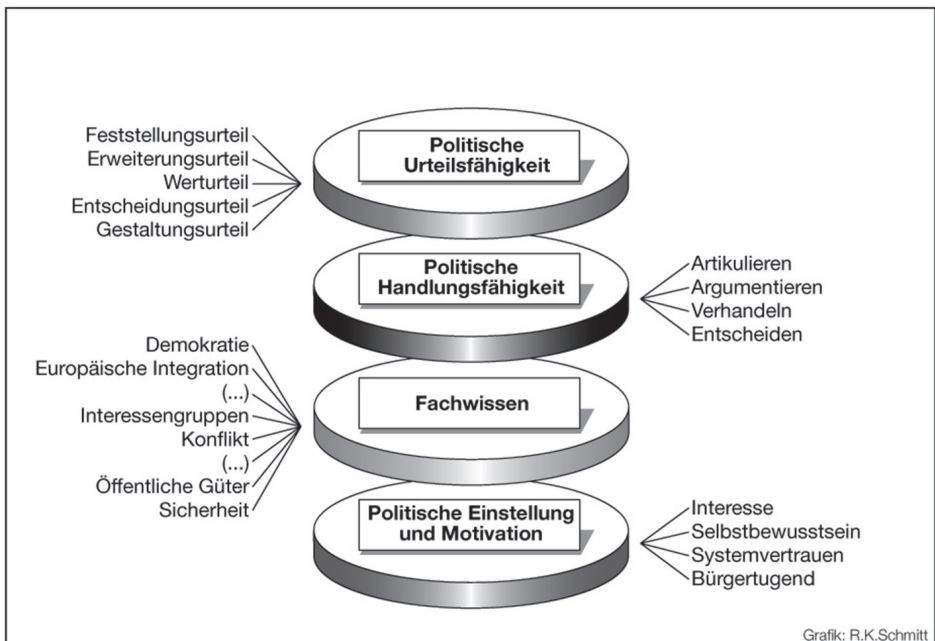 Feststellungsurteil
Erweiterungsurteil
Werturteil
Entscheidungsurteil
Gestaltungsurteil
Politische
Urteilsfähigkeit
Politische
Handlungsfähigkeit
Artikulieren
Argumentieren
Verhandeln
Entscheiden
Demokratie
Europäische Integration
(...)
Interessengruppen
Konflikt
(...)
Öffentliche Güter
Sicherheit
Fachwissen
Politische Einstellung
und Motivation
Interesse
Selbstbewusstsein
Systemvertrauen
Bürgertugend
Grafik: R.K.Schmitt